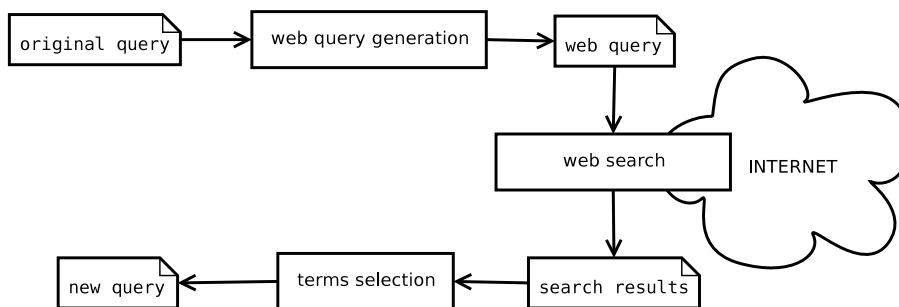 original query
web query generation
web query
web search
INTERNET
new query
terms selection
search results